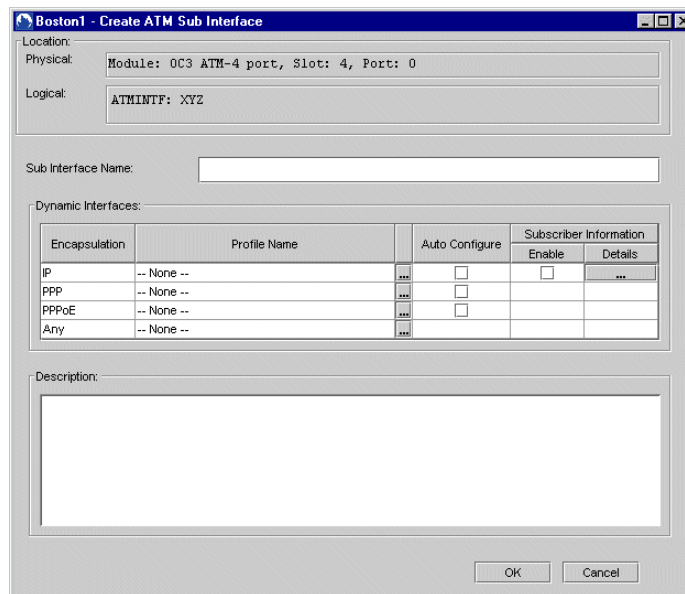 Boston1 - Create ATM Sub Interface
Location:
Physical: Module: OC3 ATM-4 port, Slot: 4, Port: 0
Logical: ATMINTF: XYZ
Sub Interface Name:
Dynamic Interfaces:
Encapsulation Profile Name Auto Configure Subscriber Information
Enable Details
IP -- None -- ... ...
PPP -- None -- ...
PPPoE -- None -- ...
Any -- None -- ...
Description:
OK Cancel